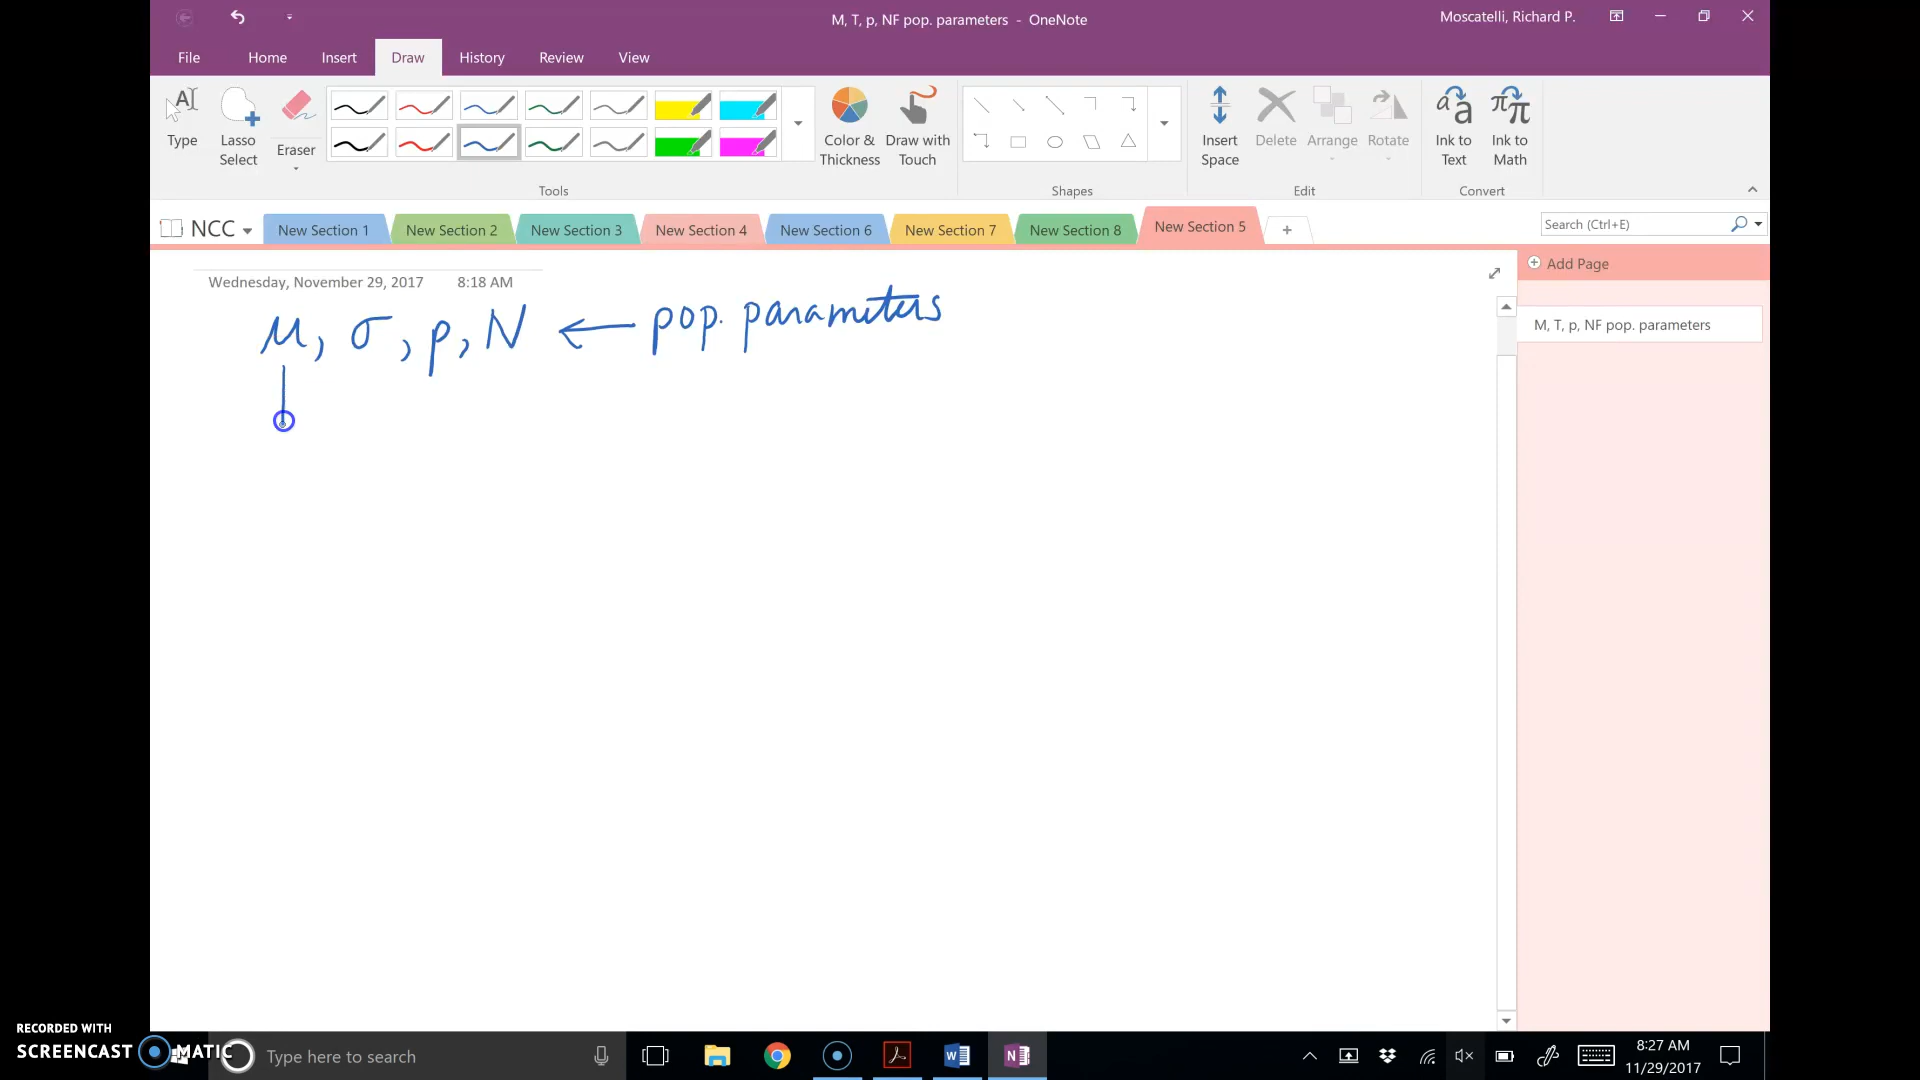 M, T, p, NF pop. parameters - OneNote
Moscatelli, Richard P.
File Home Insert Draw History Review View
Type
Lasso Select
Eraser
Color & Thickness
Draw with Touch
Insert Space
Delete
Arrange
Rotate
Ink to Text
Ink to Math
Tools Shapes Edit Convert
NCC New Section 1 New Section 2 New Section 3 New Section 4 New Section 6 New Section 7 New Section 8 New Section 5 +
Search (Ctrl+E)
Add Page
M, T, p, NF pop. parameters
Wednesday, November 29, 2017 8:18 AM
μ, σ, p, N ← pop. parameters
RECORDED WITH
SCREENCAST MATIC
Type here to search
8:27 AM
11/29/2017